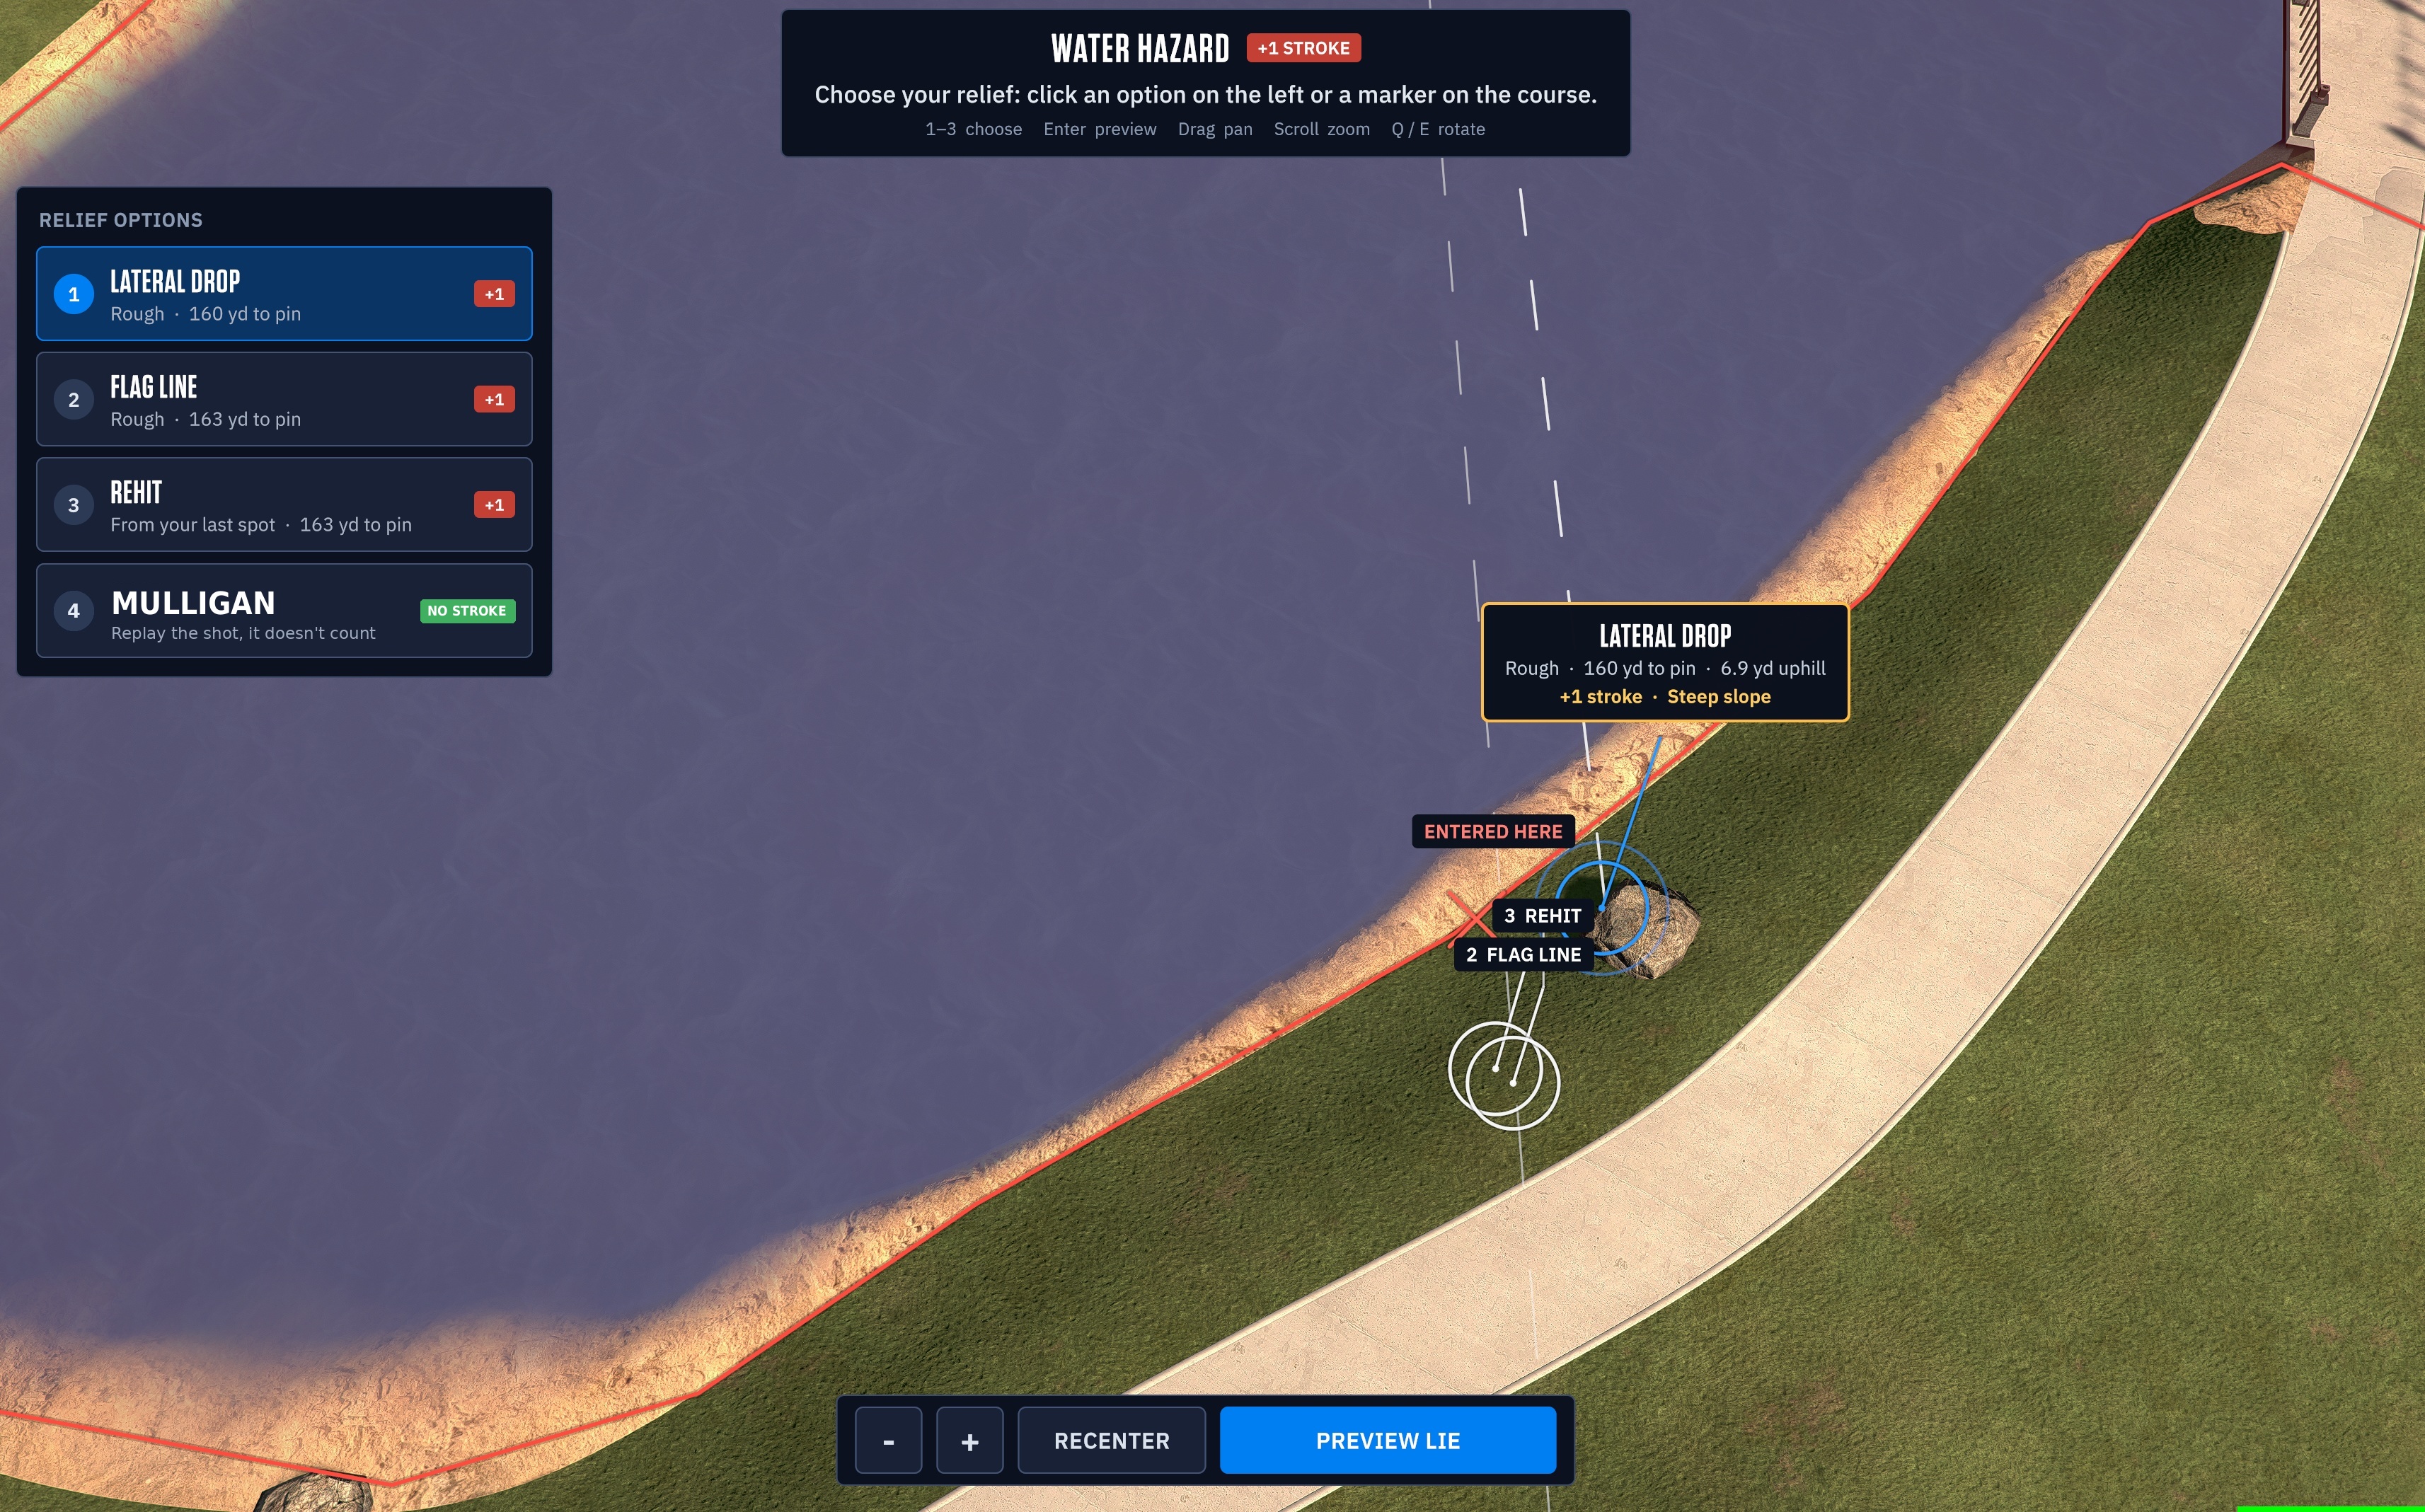 WATER HAZARD +1 STROKE
Choose your relief: click an option on the left or a marker on the course.
1–3 choose Enter preview Drag pan Scroll zoom Q / E rotate
RELIEF OPTIONS
1 LATERAL DROP +1
Rough · 160 yd to pin
2 FLAG LINE +1
Rough · 163 yd to pin
3 REHIT +1
From your last spot · 163 yd to pin
4 MULLIGAN NO STROKE
Replay the shot, it doesn't count
LATERAL DROP
Rough · 160 yd to pin · 6.9 yd uphill
+1 stroke · Steep slope
ENTERED HERE
3 REHIT
2 FLAG LINE
- + RECENTER PREVIEW LIE